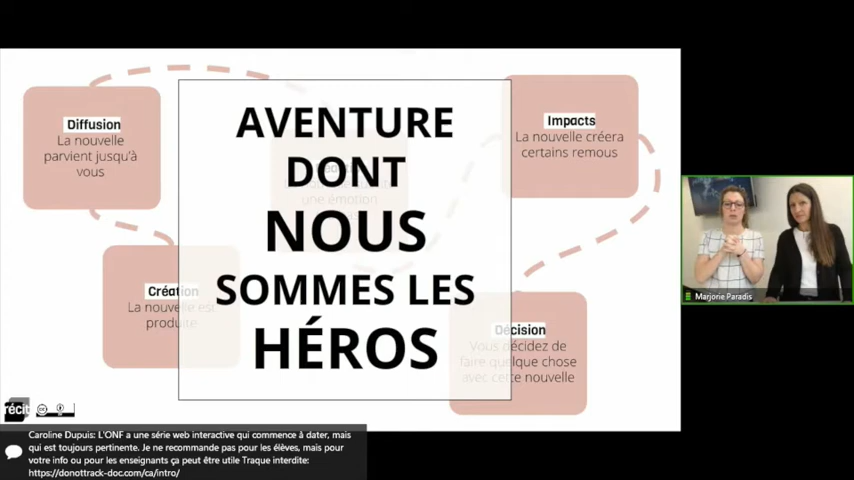 Diffusion
La nouvelle
parvient jusqu'à
vous
Création
La nouvelle est
produite
AVENTURE
DONT
NOUS
SOMMES LES
HÉROS
une émotion
Impacts
La nouvelle créera
certains remous
Décision
Vous décidez de
faire quelque chose
avec cette nouvelle
Marjorie Paradis
récit
Caroline Dupuis: L'ONF a une série web interactive qui commence à dater, mais
qui est toujours pertinente. Je ne recommande pas pour les élèves, mais pour
votre info ou pour les enseignants ça peut être utile Traque interdite:
https://donottrack-doc.com/ca/intro/